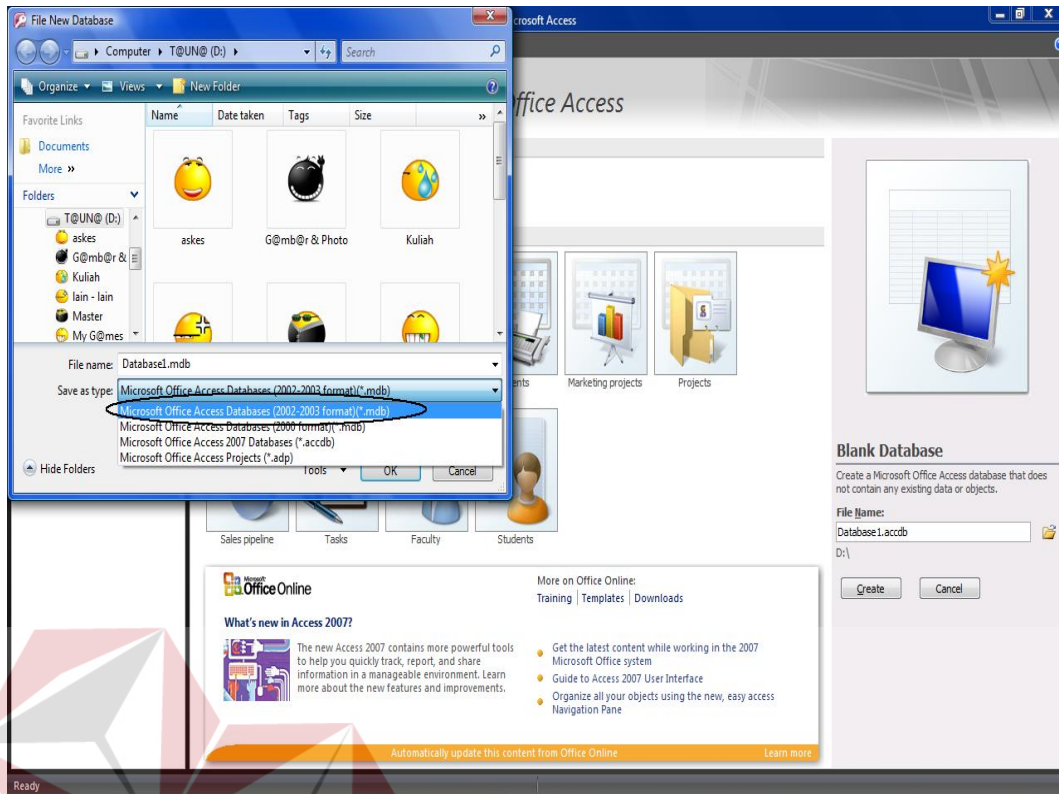 File New Database
crosoft Access
Computer ▸ T@UN@ (D:) ▸
Search
Organize
Views
New Folder
ffice Access
Favorite Links
Documents
More »
Folders
T@UN@ (D:)
askes
G@mb@r &
Kuliah
lain - lain
Master
My G@mes
Name
Date taken
Tags
Size
»
askes
G@mb@r & Photo
Kuliah
File name:
Database1.mdb
Save as type:
Microsoft Office Access Databases (2002-2003 format)(*.mdb)
Microsoft Office Access Databases (2002-2003 format)(*.mdb)
Microsoft Office Access Databases (2000 format)(*.mdb)
Microsoft Office Access 2007 Databases (*.accdb)
Microsoft Office Access Projects (*.adp)
Hide Folders
Tools
OK
Cancel
ents
Marketing projects
Projects
Sales pipeline
Tasks
Faculty
Students
Blank Database
Create a Microsoft Office Access database that does
not contain any existing data or objects.
File Name:
Database1.accdb
D:\
Create
Cancel
Microsoft
Office Online
What's new in Access 2007?
The new Access 2007 contains more powerful tools
to help you quickly track, report, and share
information in a manageable environment. Learn
more about the new features and improvements.
More on Office Online:
Training | Templates | Downloads
Get the latest content while working in the 2007
Microsoft Office system
Guide to Access 2007 User Interface
Organize all your objects using the new, easy access
Navigation Pane
Automatically update this content from Office Online
Learn more
Ready